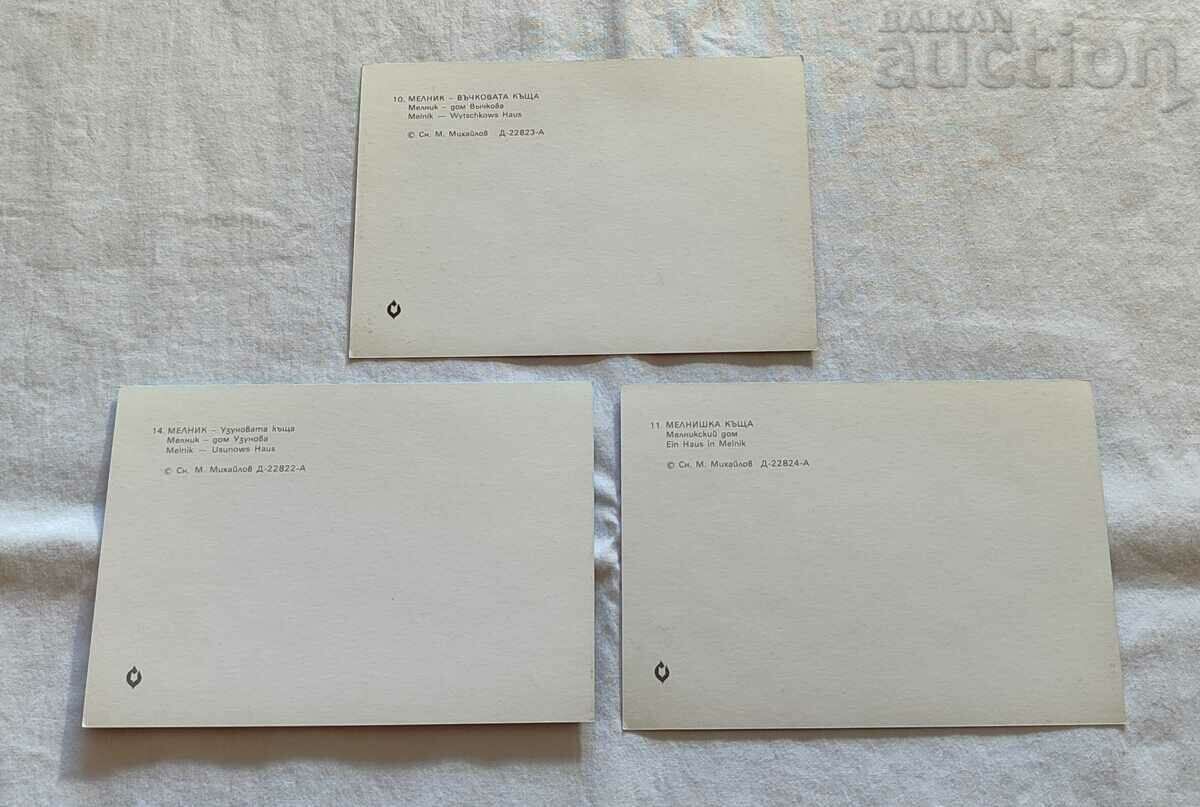 BALKAN
auction
10. МЕЛНИК – ВЪЧКОВАТА КЪЩА
Мелник – дом Вычкова
Melnik — Wytschkows Haus
© Сн. М. Михайлов Д-22823-А
14. МЕЛНИК – Узуновата къща
Мелник – дом Узунова
Melnik — Usunows Haus
© Сн. М. Михайлов Д-22822-А
11. МЕЛНИШКА КЪЩА
Мелникский дом
Ein Haus in Melnik
© Сн. М. Михайлов Д-22824-А